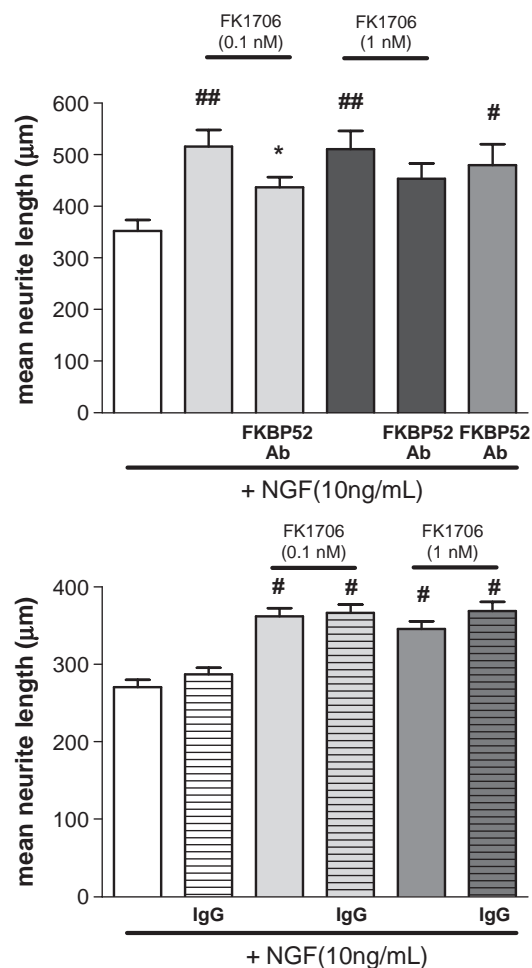 FK1706 FK1706
(0.1 nM) (1 nM)
mean neurite length (μm)
600
500
400
300
200
100
0
##
*
##
#
FKBP52 FKBP52 FKBP52
Ab Ab Ab
+ NGF(10ng/mL)
FK1706 FK1706
(0.1 nM) (1 nM)
mean neurite length (μm)
400
300
200
100
0
# # # #
IgG IgG IgG
+ NGF(10ng/mL)